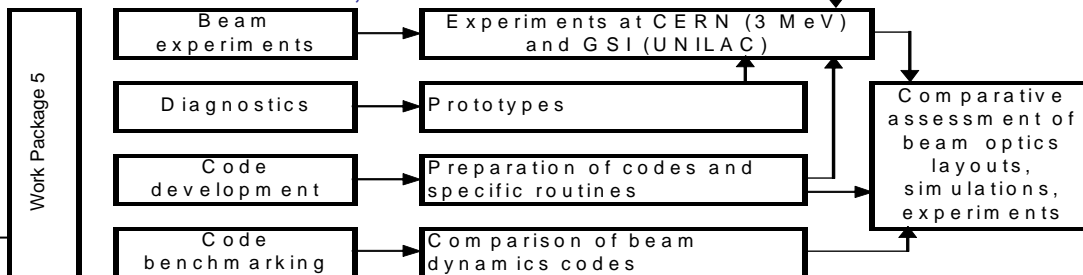 Work Package 5
Beam
experiments
Experiments at CERN (3 MeV)
and GSI (UNILAC)
Diagnostics
Prototypes
Code
development
Preparation of codes and
specific routines
Code
benchmarking
Comparison of beam
dynamics codes
Comparative
assessment of
beam optics
layouts,
simulations,
experiments